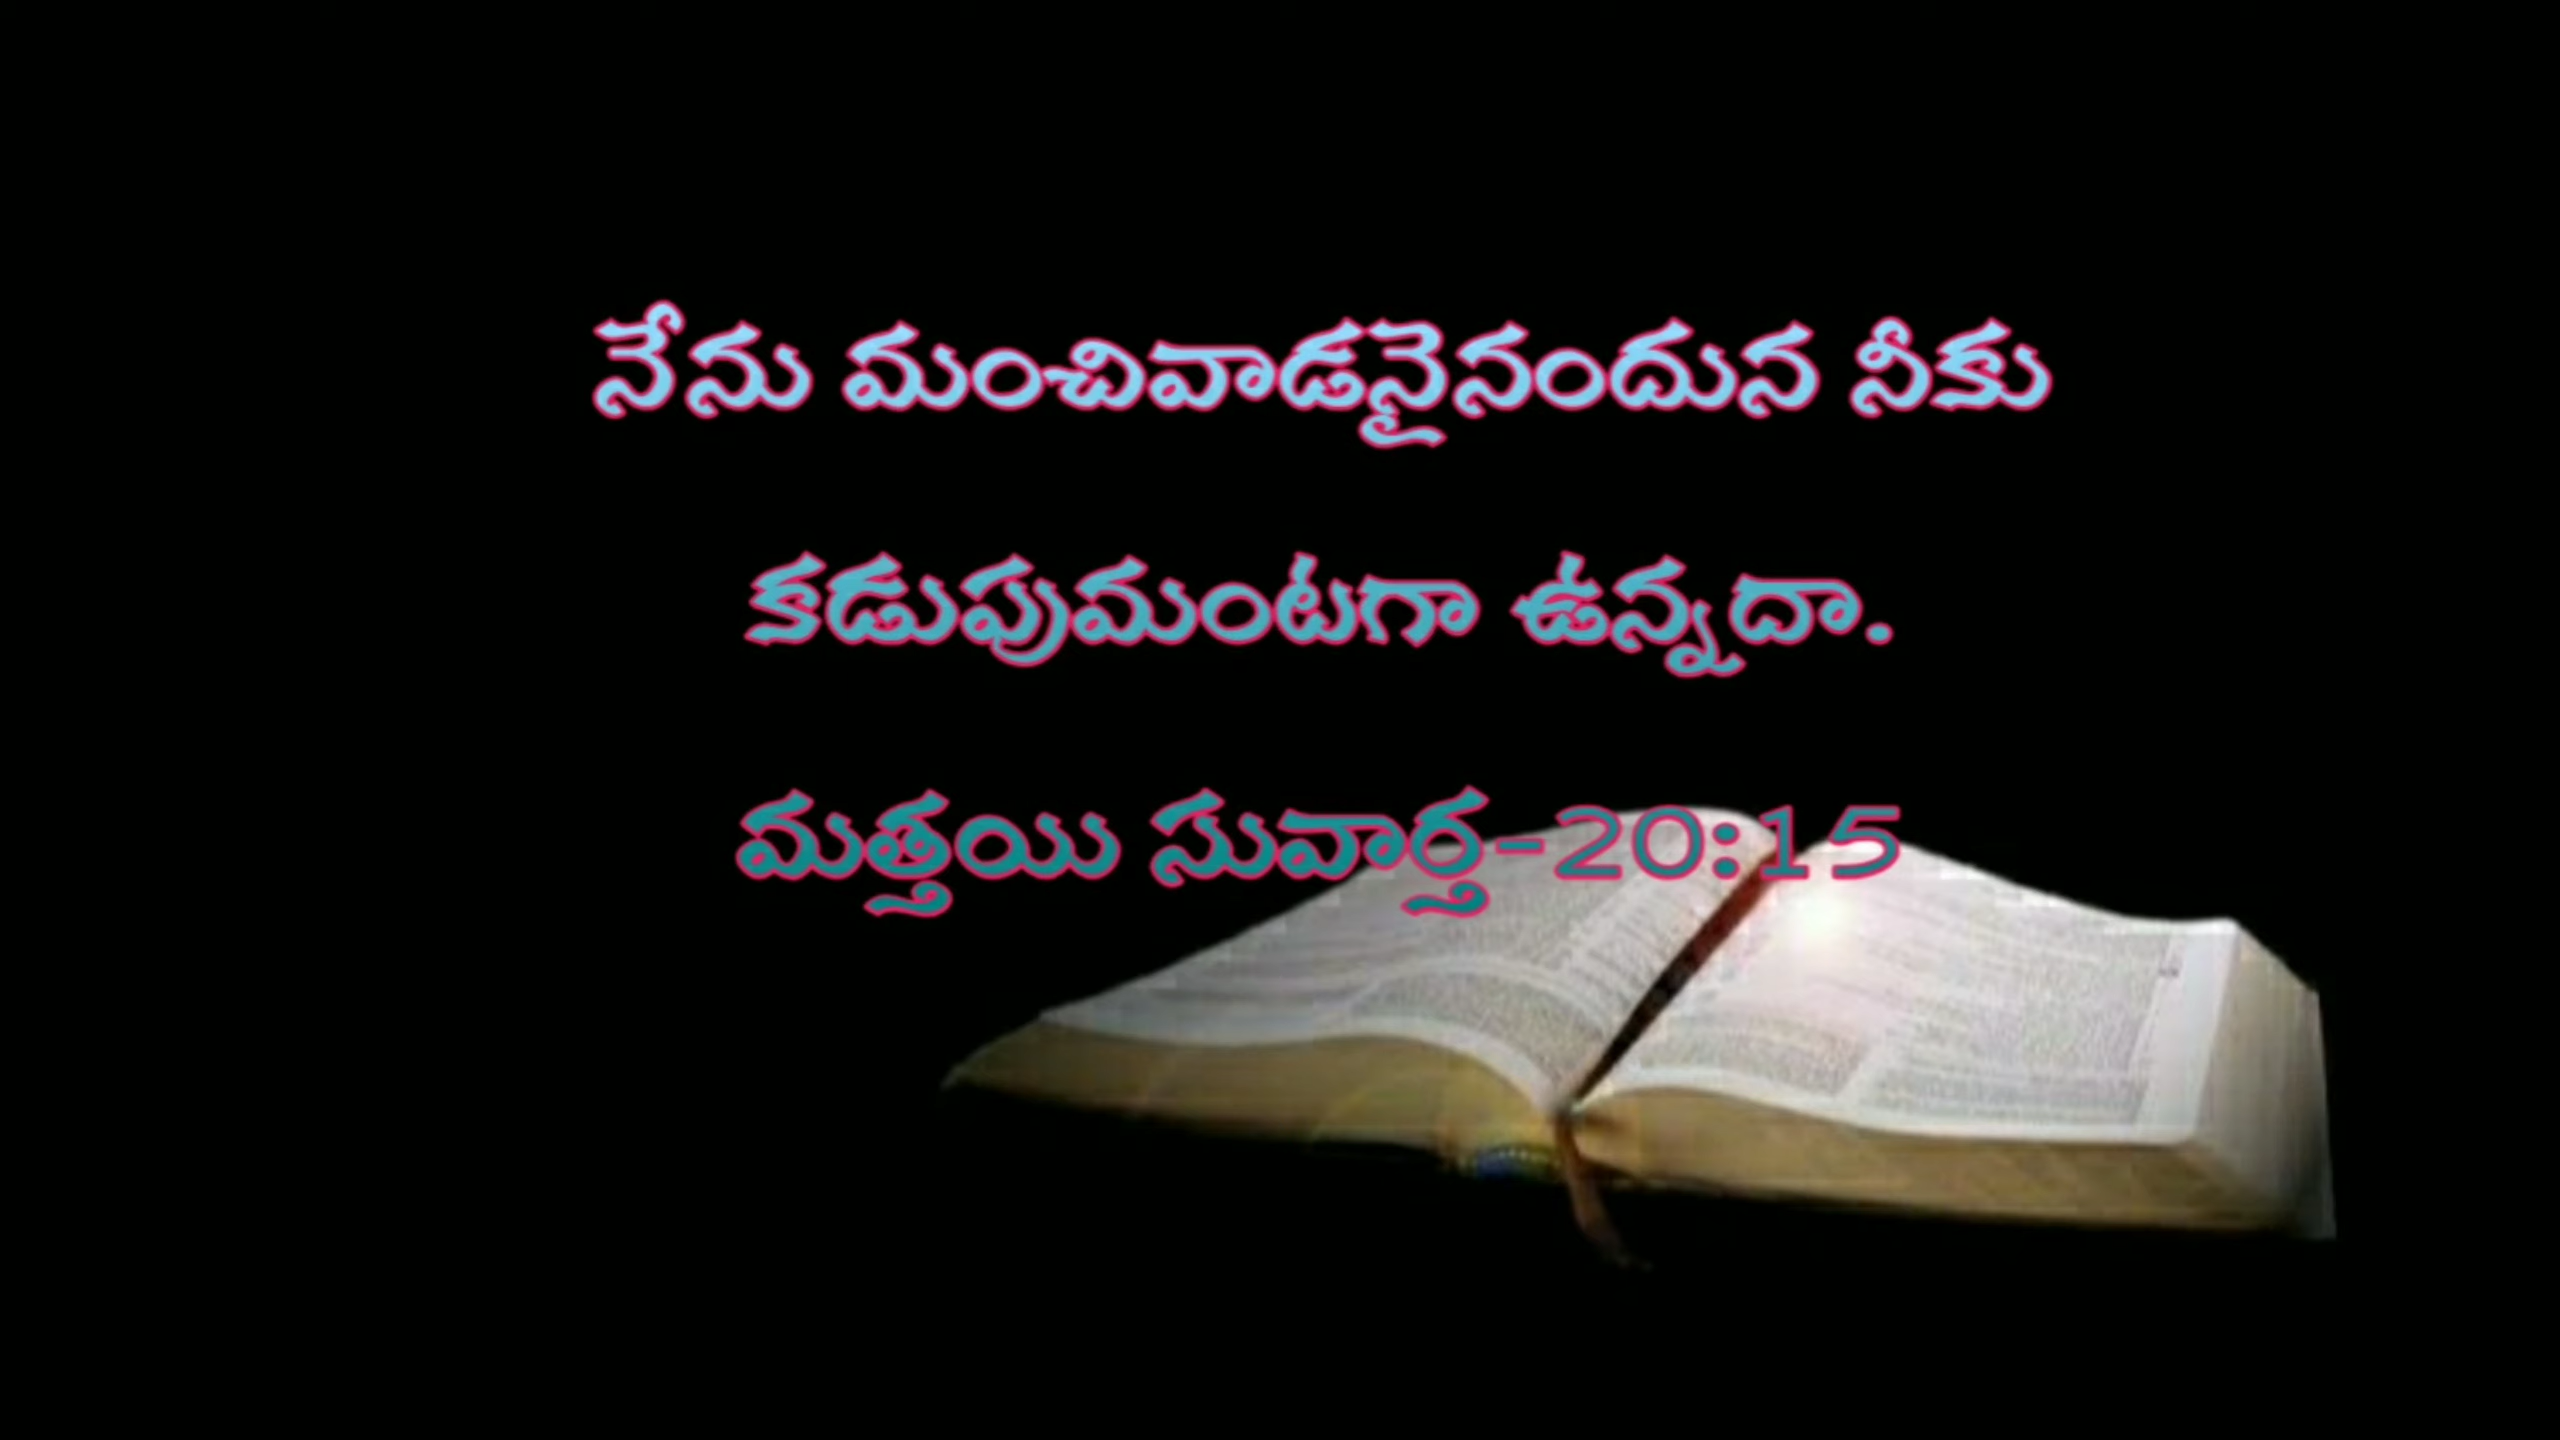 నేను మంచివాడనైనందున నీకు
కడుపుమంటగా ఉన్నదా.
మత్తయి సువార్త-20:15